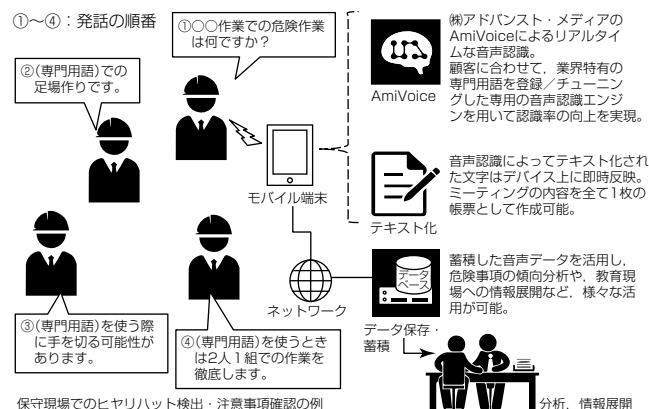 ①～④：発話の順番
①○○作業での危険作業
は何ですか？
②(専門用語)での
足場作りです。
③(専門用語)を使う際
に手を切る可能性が
あります。
④(専門用語)を使うとき
は2人1組での作業を
徹底します。
モバイル端末
ネットワーク
AmiVoice
㈱アドバンスト・メディアの
AmiVoiceによるリアルタイ
ムな音声認識。
顧客に合わせて，業界特有の
専門用語を登録／チューニン
グした専用の音声認識エンジ
ンを用いて認識率の向上を実現。
テキスト化
音声認識によってテキスト化され
た文字はデバイス上に即時反映。
ミーティングの内容を全て1枚の
帳票として作成可能。
データ
ベース
データ保存・
蓄積
蓄積した音声データを活用し，
危険事項の傾向分析や，教育現
場への情報展開など，様々な活
用が可能。
分析，情報展開
保守現場でのヒヤリハット検出・注意事項確認の例